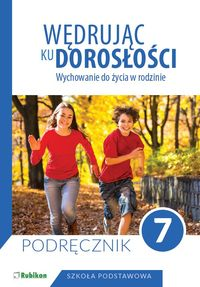 WĘDRUJĄC
KU DOROSŁOŚCI
Wychowanie do życia w rodzinie
7
PODRĘCZNIK
Rubikon
SZKOŁA PODSTAWOWA